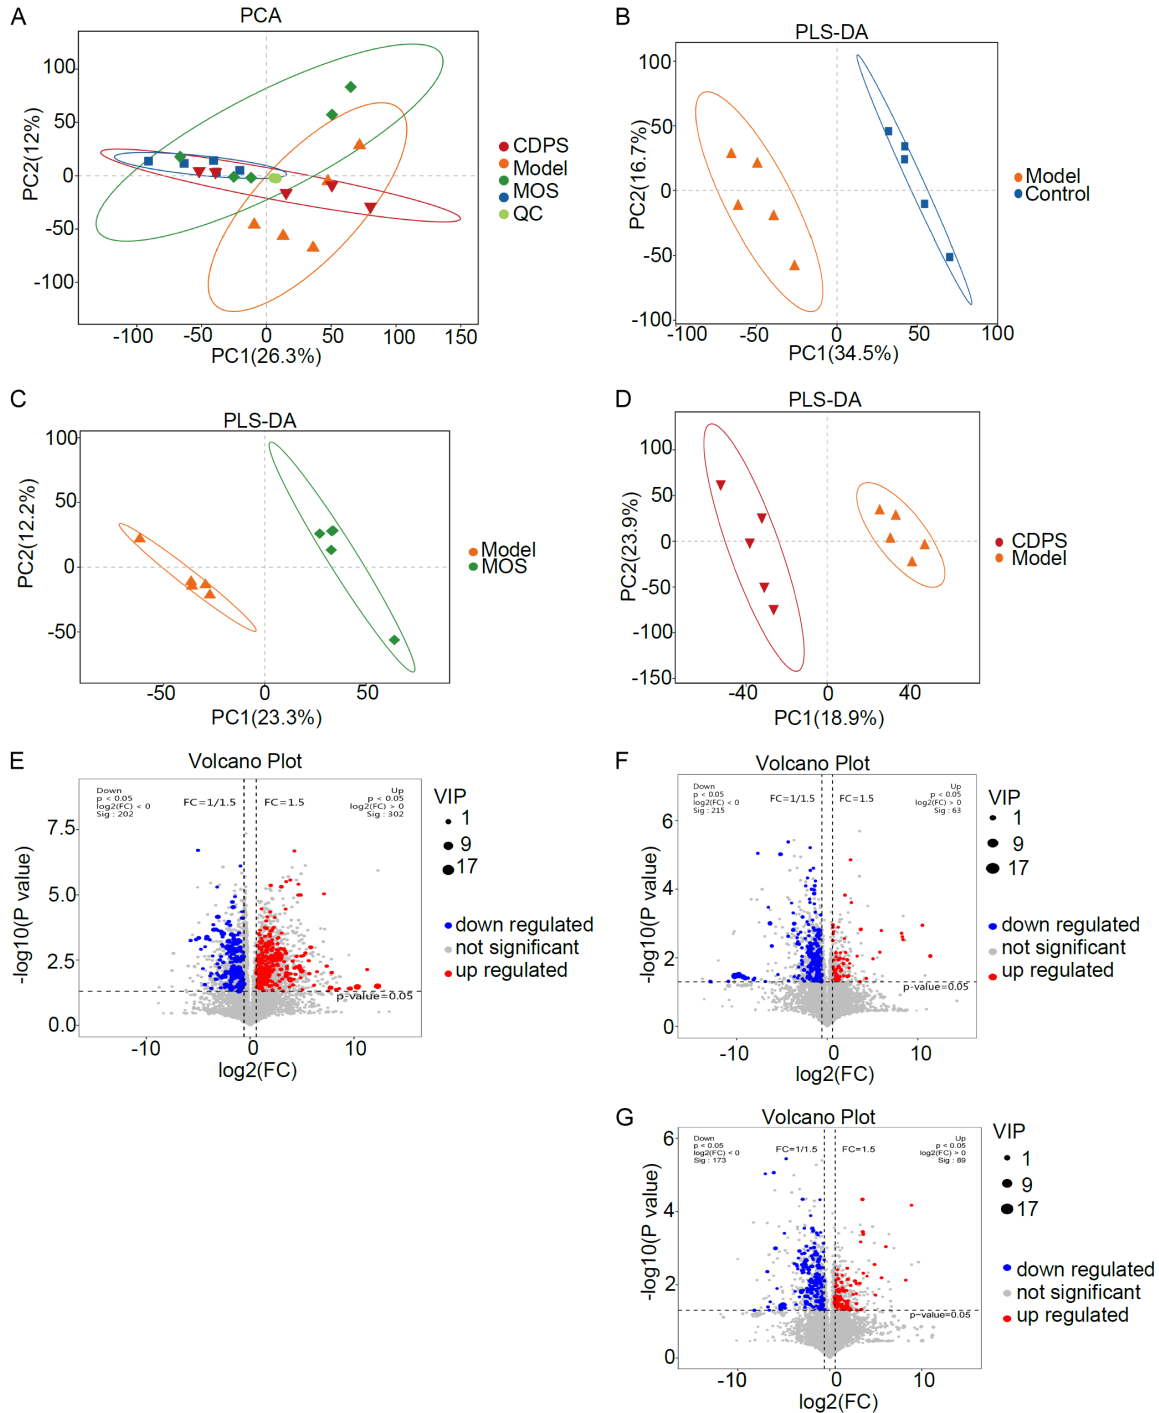 A
PCA
PC2(12%)
100
50
0
-50
-100
-100
-50
0
50
100
150
PC1(26.3%)
CDPS
Model
MOS
QC
B
PLS-DA
PC2(16.7%)
100
50
0
-50
-100
-100
-50
0
50
100
PC1(34.5%)
Model
Control
C
PLS-DA
PC2(12.2%)
100
50
0
-50
-50
0
50
PC1(23.3%)
Model
MOS
D
PLS-DA
PC2(23.9%)
100
50
0
-50
-100
-150
-40
0
40
PC1(18.9%)
CDPS
Model
E
Volcano Plot
Down
p < 0.05
log2(FC) < 0
Sig : 202
FC=1/1.5
FC=1.5
Up
p < 0.05
log2(FC) > 0
Sig : 302
-log10(P value)
7.5
5.0
2.5
0.0
p-value=0.05
-10
0
10
log2(FC)
VIP
1
9
17
down regulated
not significant
up regulated
F
Volcano Plot
Down
p < 0.05
log2(FC) < 0
Sig : 215
FC=1/1.5
FC=1.5
Up
p < 0.05
log2(FC) > 0
Sig : 63
-log10(P value)
6
4
2
0
p-value=0.05
-10
0
10
log2(FC)
VIP
1
9
17
down regulated
not significant
up regulated
G
Volcano Plot
Down
p < 0.05
log2(FC) < 0
Sig : 173
FC=1/1.5
FC=1.5
Up
p < 0.05
log2(FC) > 0
Sig : 89
-log10(P value)
6
4
2
0
p-value=0.05
-10
0
10
log2(FC)
VIP
1
9
17
down regulated
not significant
up regulated